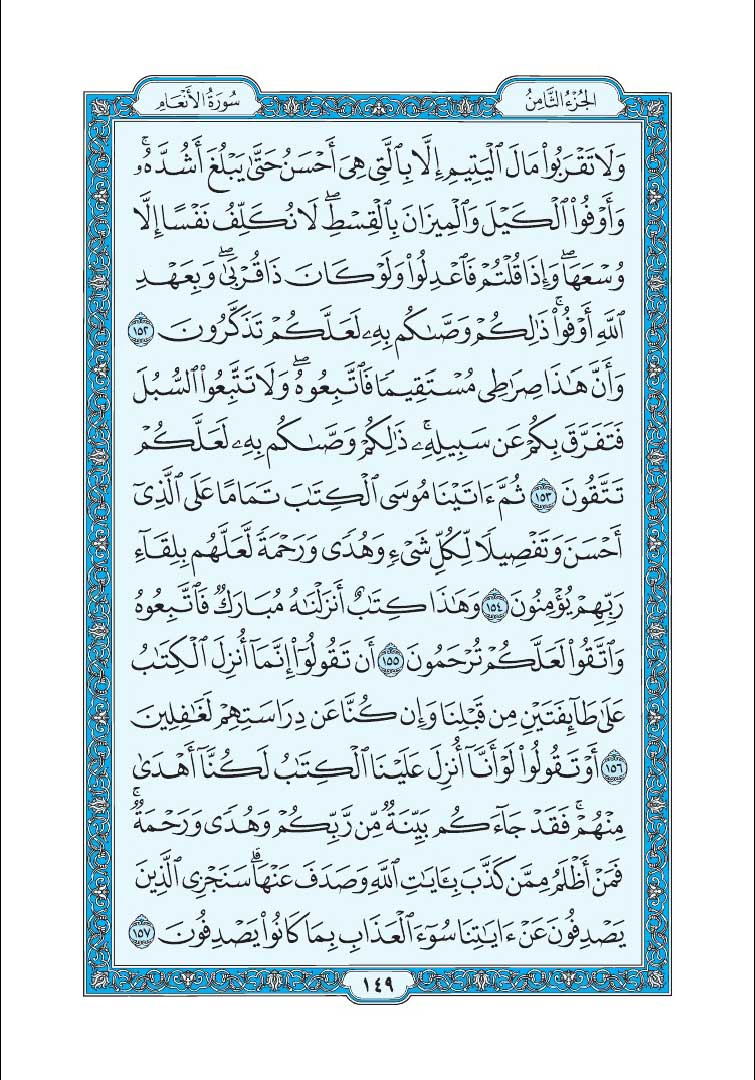 الجُزْءُ الثَّامِنُ
سُورَةُ الأَنْعَامِ
وَلَا تَقْرَبُوا۟ مَالَ ٱلْيَتِيمِ إِلَّا بِٱلَّتِى هِىَ أَحْسَنُ حَتَّىٰ يَبْلُغَ أَشُدَّهُۥۚ
وَأَوْفُوا۟ ٱلْكَيْلَ وَٱلْمِيزَانَ بِٱلْقِسْطِۖ لَا نُكَلِّفُ نَفْسًا إِلَّا
وُسْعَهَاۖ وَإِذَا قُلْتُمْ فَٱعْدِلُوا۟ وَلَوْ كَانَ ذَا قُرْبَىٰۖ وَبِعَهْدِ
ٱللَّهِ أَوْفُوا۟ۚ ذَٰلِكُمْ وَصَّىٰكُم بِهِۦ لَعَلَّكُمْ تَذَكَّرُونَ ١٥٢
وَأَنَّ هَٰذَا صِرَٰطِى مُسْتَقِيمًا فَٱتَّبِعُوهُۖ وَلَا تَتَّبِعُوا۟ ٱلسُّبُلَ
فَتَفَرَّقَ بِكُمْ عَن سَبِيلِهِۦۚ ذَٰلِكُمْ وَصَّىٰكُم بِهِۦ لَعَلَّكُمْ
تَتَّقُونَ ١٥٣ ثُمَّ ءَاتَيْنَا مُوسَى ٱلْكِتَٰبَ تَمَامًا عَلَى ٱلَّذِىٓ
أَحْسَنَ وَتَفْصِيلًا لِّكُلِّ شَىْءٍ وَهُدًى وَرَحْمَةً لَّعَلَّهُم بِلِقَآءِ
رَبِّهِمْ يُؤْمِنُونَ ١٥٤ وَهَٰذَا كِتَٰبٌ أَنزَلْنَٰهُ مُبَارَكٌ فَٱتَّبِعُوهُ
وَٱتَّقُوا۟ لَعَلَّكُمْ تُرْحَمُونَ ١٥٥ أَن تَقُولُوٓا۟ إِنَّمَآ أُنزِلَ ٱلْكِتَٰبُ
عَلَىٰ طَآئِفَتَيْنِ مِن قَبْلِنَا وَإِن كُنَّا عَن دِرَاسَتِهِمْ لَغَٰفِلِينَ
١٥٦ أَوْ تَقُولُوا۟ لَوْ أَنَّآ أُنزِلَ عَلَيْنَا ٱلْكِتَٰبُ لَكُنَّآ أَهْدَىٰ
مِنْهُمْۚ فَقَدْ جَآءَكُم بَيِّنَةٌ مِّن رَّبِّكُمْ وَهُدًى وَرَحْمَةٌۚ
فَمَنْ أَظْلَمُ مِمَّن كَذَّبَ بِـَٔايَٰتِ ٱللَّهِ وَصَدَفَ عَنْهَاۗ سَنَجْزِى ٱلَّذِينَ
يَصْدِفُونَ عَنْ ءَايَٰتِنَا سُوٓءَ ٱلْعَذَابِ بِمَا كَانُوا۟ يَصْدِفُونَ ١٥٧
١٤٩